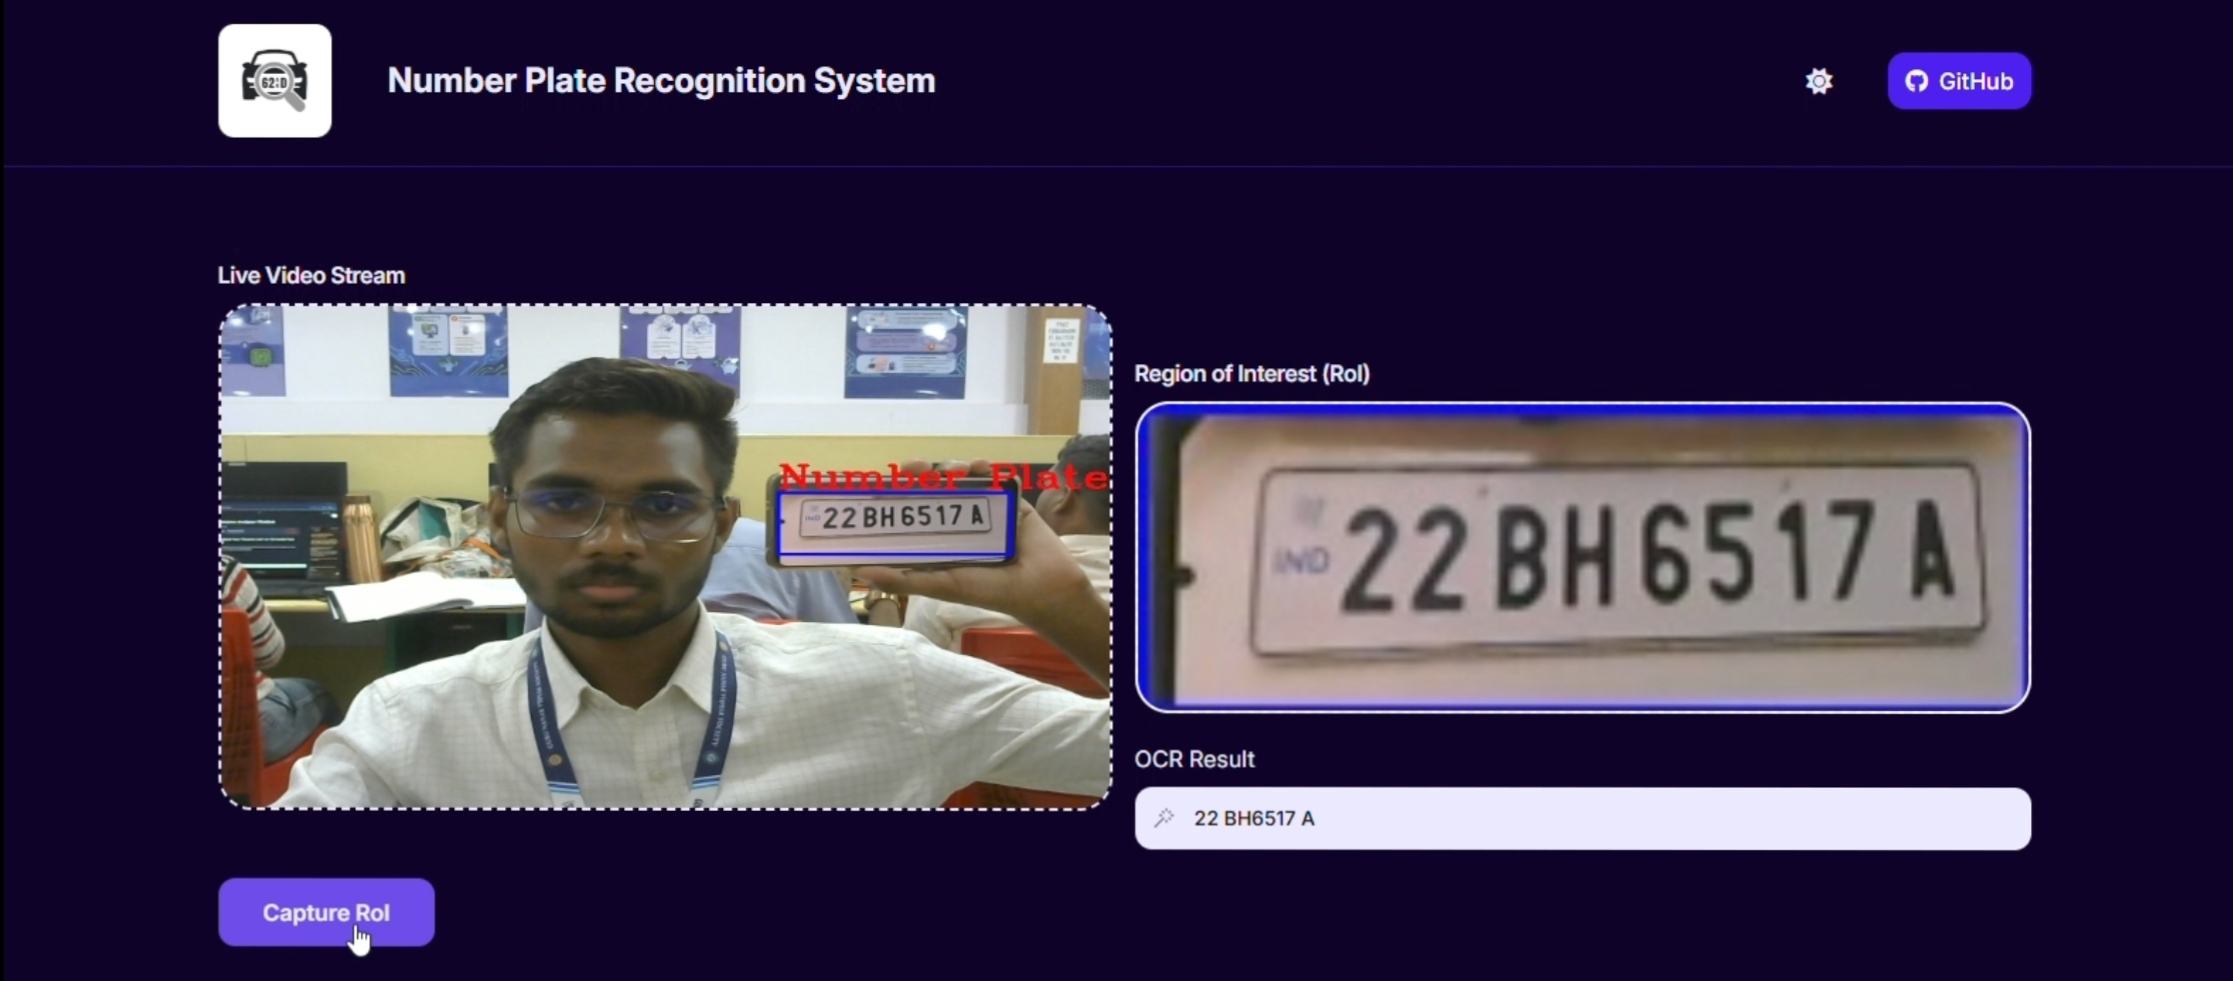 62:D
Number Plate Recognition System
GitHub
Live Video Stream
Number Plate
IND 22 BH 6517 A
Region of Interest (RoI)
IND 22 BH 6517 A
OCR Result
22 BH6517 A
Capture RoI